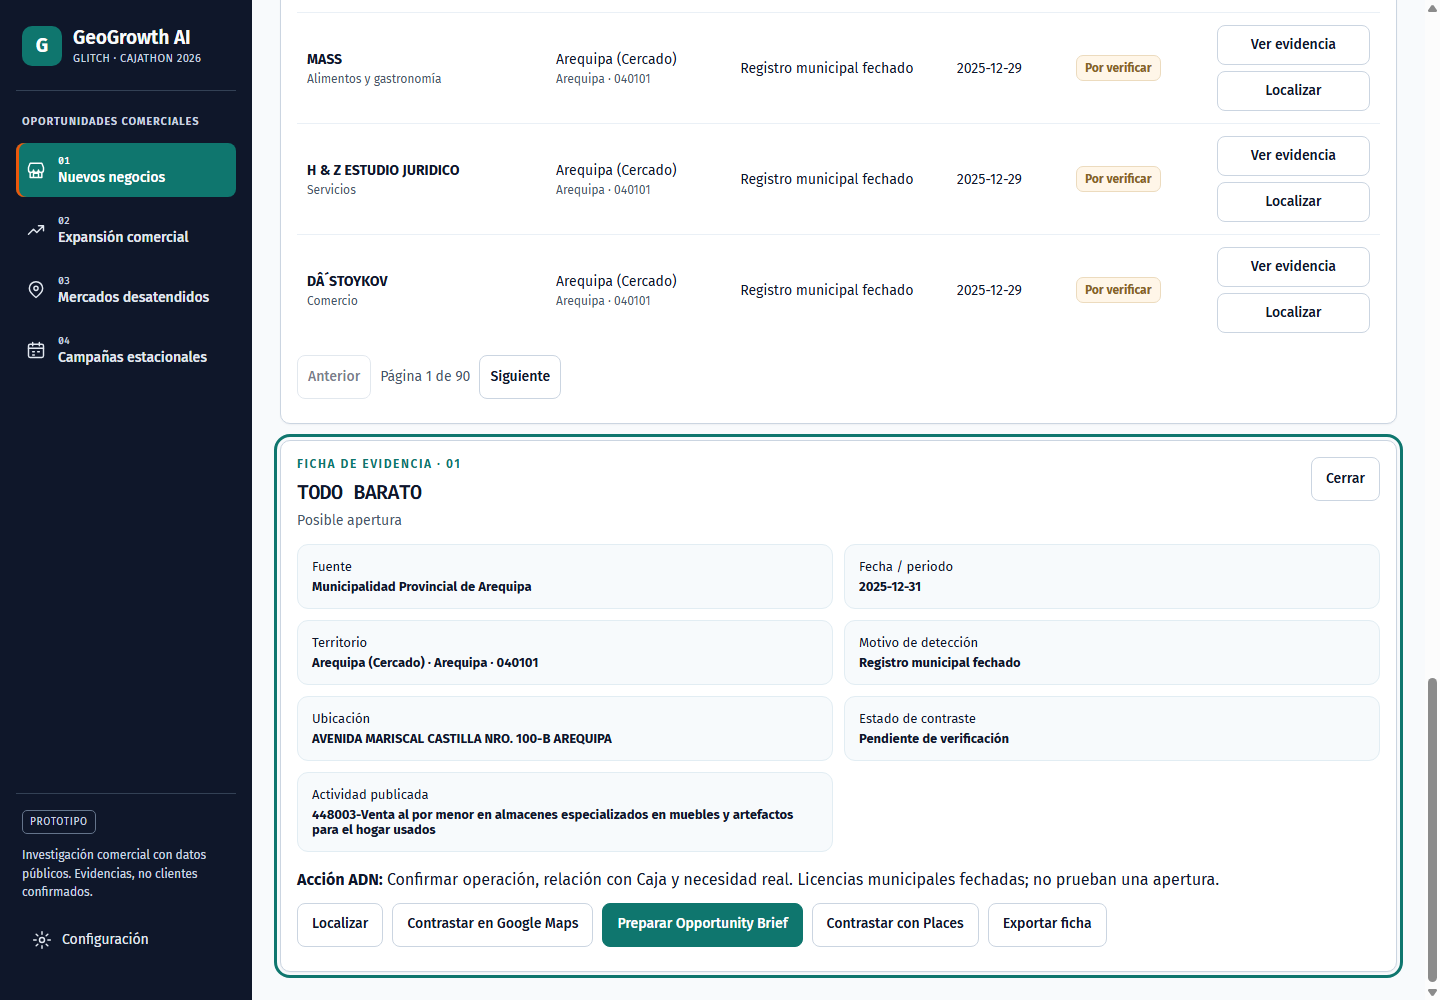 G
GeoGrowth AI
GLITCH · CAJATHON 2026
OPORTUNIDADES COMERCIALES
01
Nuevos negocios
02
Expansión comercial
03
Mercados desatendidos
04
Campañas estacionales
PROTOTIPO
Investigación comercial con datos
públicos. Evidencias, no clientes
confirmados.
Configuración
MASS
Alimentos y gastronomía
Arequipa (Cercado)
Arequipa · 040101
Registro municipal fechado
2025-12-29
Por verificar
Ver evidencia
Localizar
H & Z ESTUDIO JURIDICO
Servicios
Arequipa (Cercado)
Arequipa · 040101
Registro municipal fechado
2025-12-29
Por verificar
Ver evidencia
Localizar
DÂ´STOYKOV
Comercio
Arequipa (Cercado)
Arequipa · 040101
Registro municipal fechado
2025-12-29
Por verificar
Ver evidencia
Localizar
Anterior
Página 1 de 90
Siguiente
FICHA DE EVIDENCIA · 01
TODO BARATO
Posible apertura
Cerrar
Fuente
Municipalidad Provincial de Arequipa
Fecha / periodo
2025-12-31
Territorio
Arequipa (Cercado) · Arequipa · 040101
Motivo de detección
Registro municipal fechado
Ubicación
AVENIDA MARISCAL CASTILLA NRO. 100-B AREQUIPA
Estado de contraste
Pendiente de verificación
Actividad publicada
448003-Venta al por menor en almacenes especializados en muebles y artefactos
para el hogar usados
Acción ADN: Confirmar operación, relación con Caja y necesidad real. Licencias municipales fechadas; no prueban una apertura.
Localizar
Contrastar en Google Maps
Preparar Opportunity Brief
Contrastar con Places
Exportar ficha